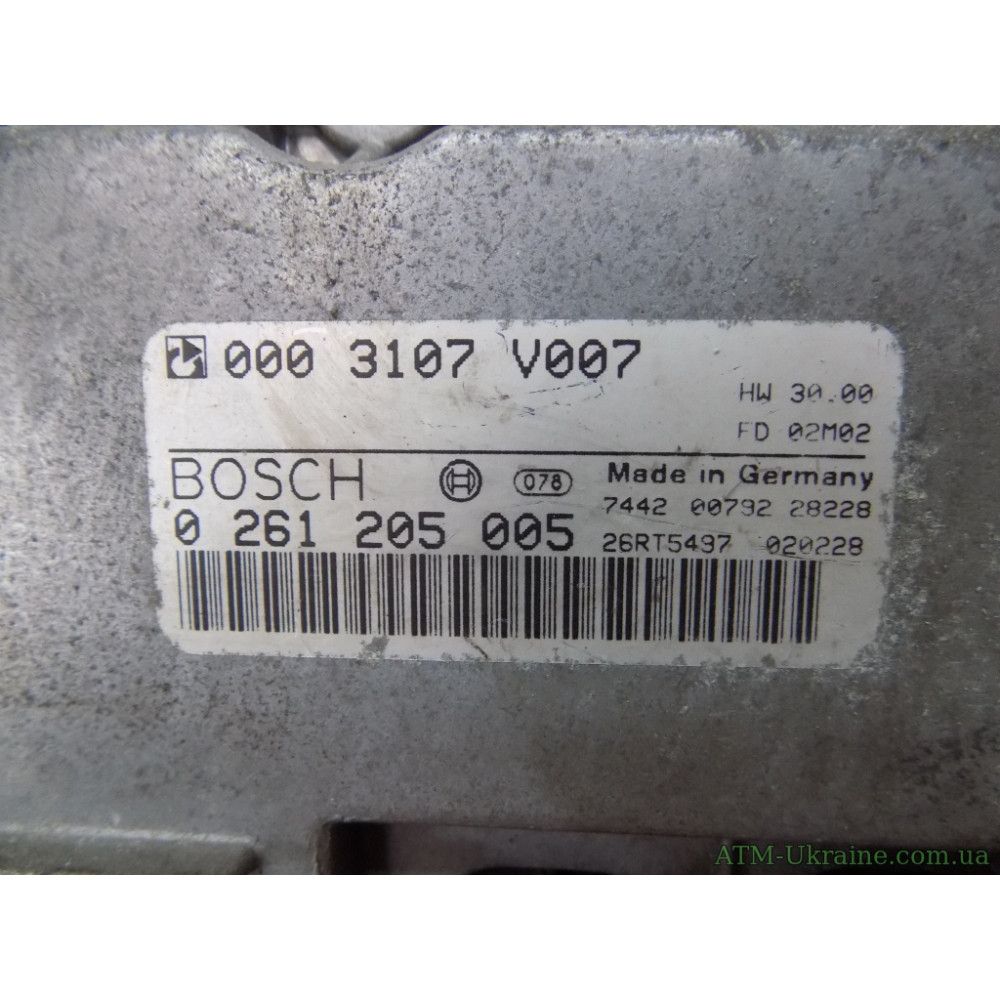 000 3107 V007
HW 30.00
FD 02M02
BOSCH 078 Made in Germany
7442 00792 28228
0 261 205 005 26RT5497 020228
ATM-Ukraine.com.ua